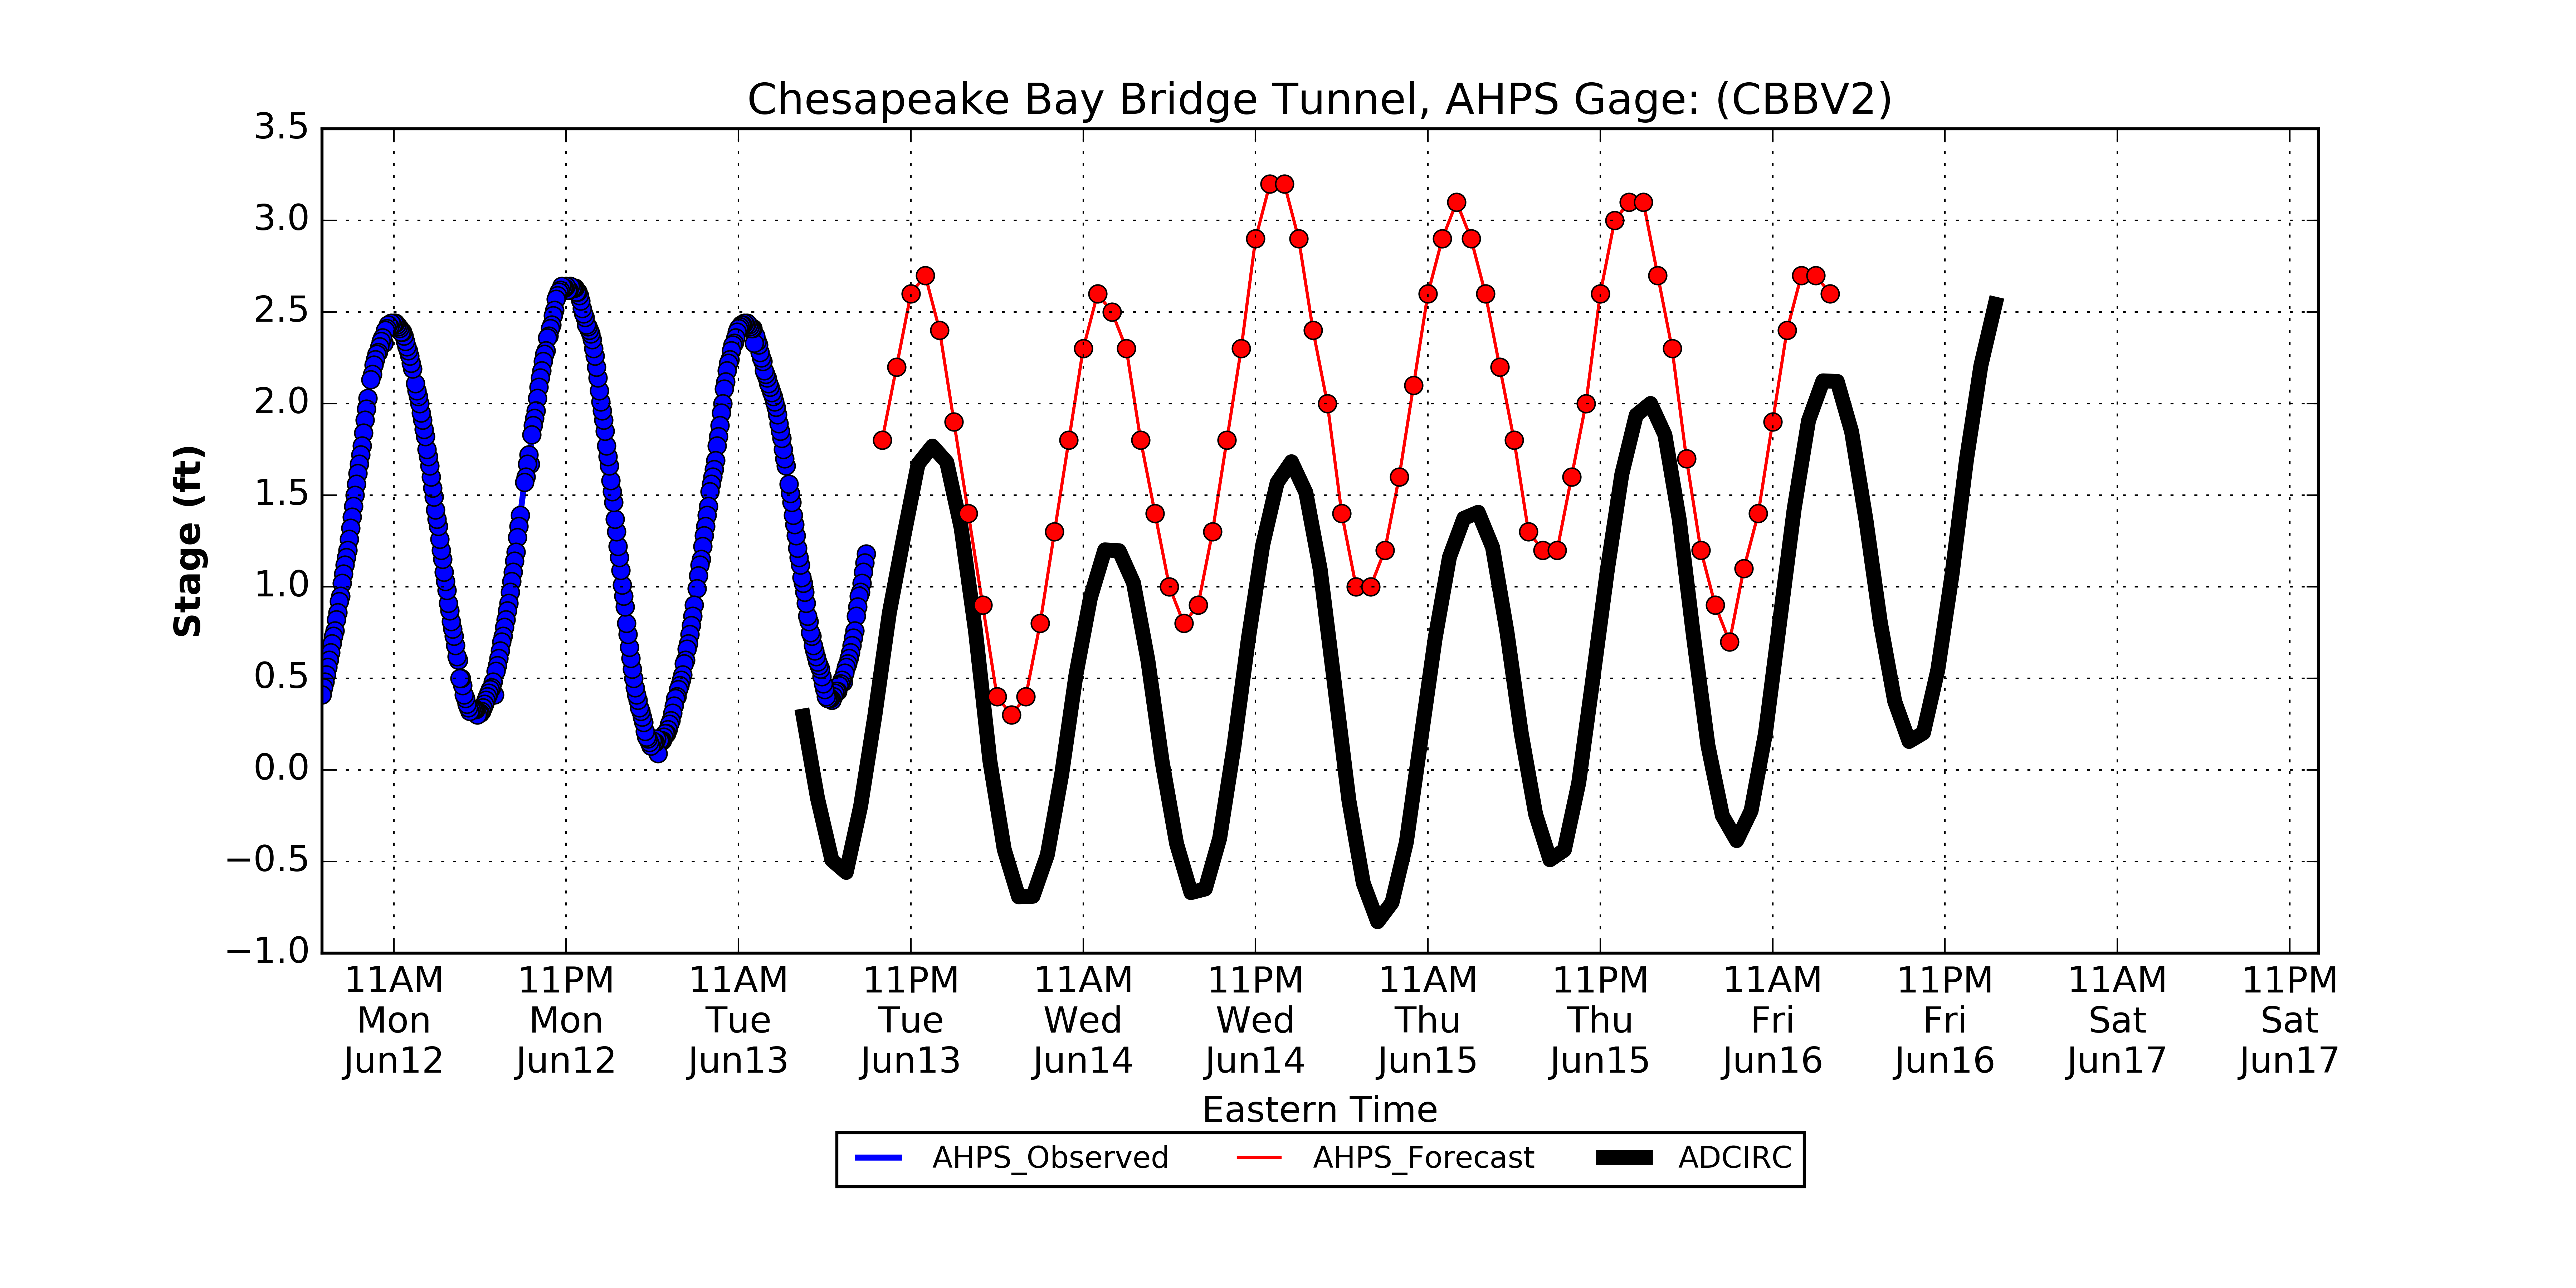 Chesapeake Bay Bridge Tunnel, AHPS Gage: (CBBV2)
3.5
3.0
2.5
2.0
1.5
1.0
0.5
0.0
−0.5
−1.0
Stage (ft)
11AM 11PM 11AM 11PM 11AM 11PM 11AM 11PM 11AM 11PM 11AM 11PM
Mon Mon Tue Tue Wed Wed Thu Thu Fri Fri Sat Sat
Jun12 Jun12 Jun13 Jun13 Jun14 Jun14 Jun15 Jun15 Jun16 Jun16 Jun17 Jun17
Eastern Time
AHPS_Observed AHPS_Forecast ADCIRC